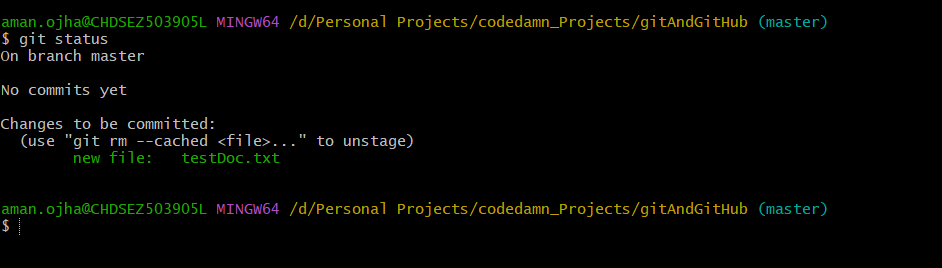 aman.ojha@CHDSEZ503905L MINGW64 /d/Personal Projects/codedamn_Projects/gitAndGitHub (master)
$ git status
On branch master
No commits yet
Changes to be committed:
(use "git rm --cached <file>..." to unstage)
new file: testDoc.txt
aman.ojha@CHDSEZ503905L MINGW64 /d/Personal Projects/codedamn_Projects/gitAndGitHub (master)
$